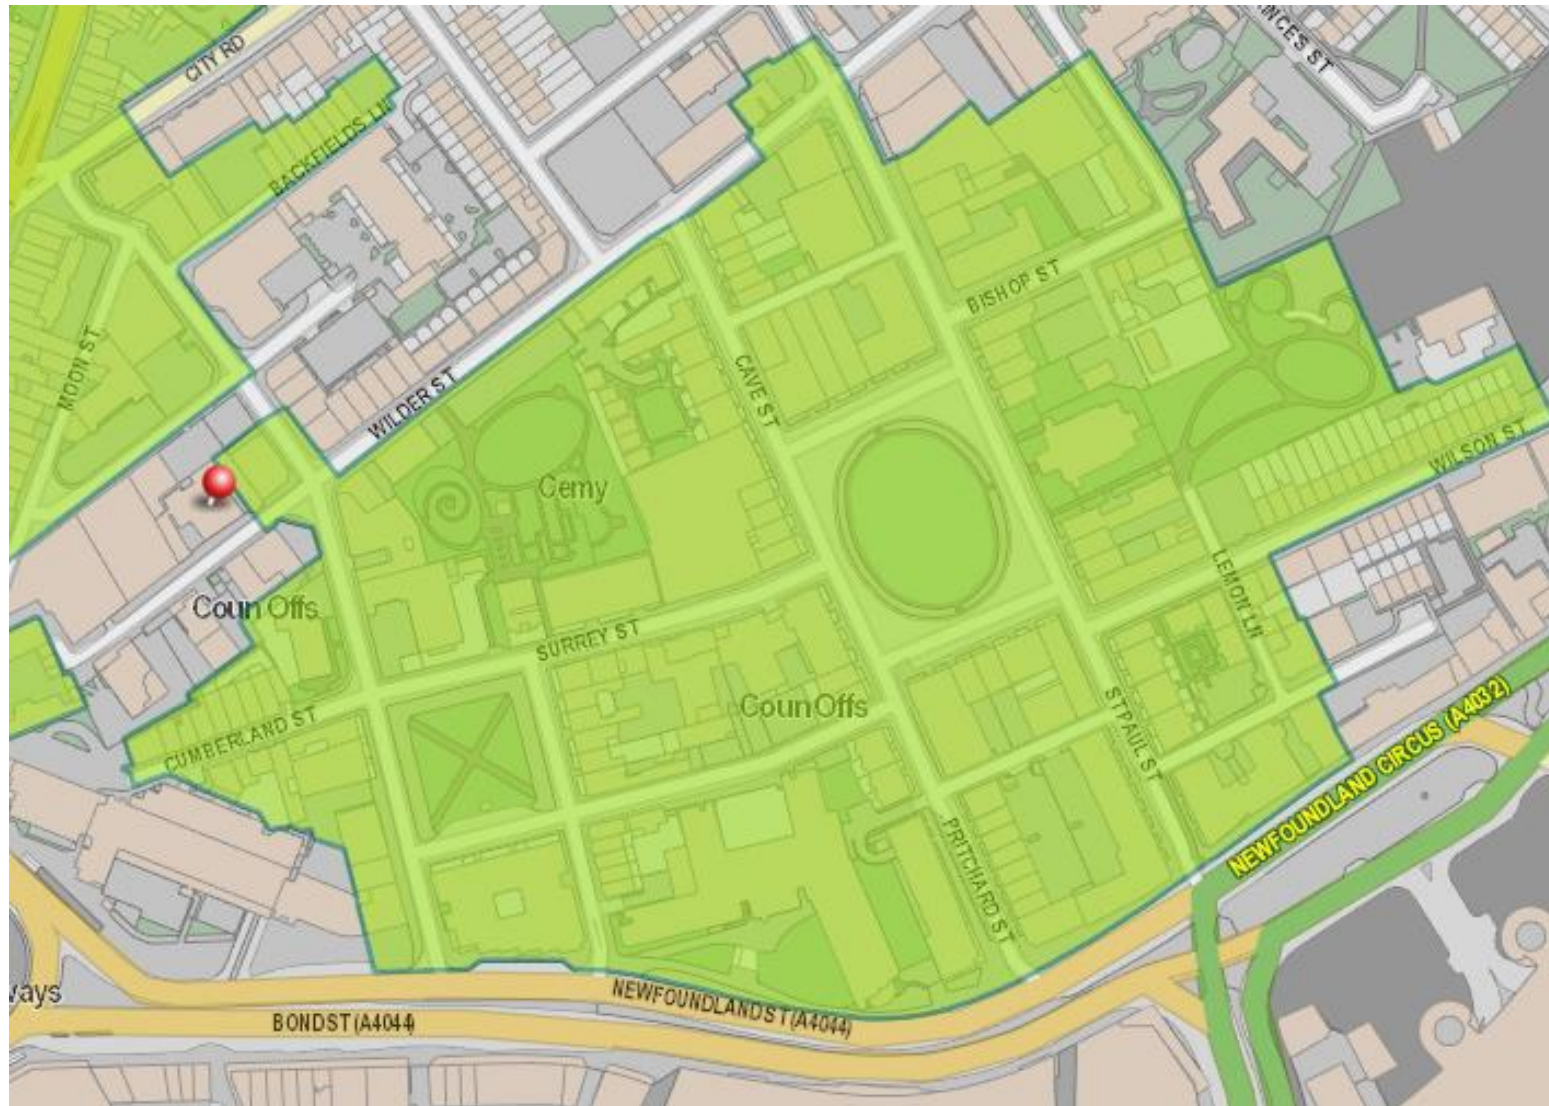 CITY RD
INCES ST
BACKFIELDS LN
BISHOP ST
MOON ST
CAVE ST
WILDER ST
WILSON ST
Cemy
LEMON LN
Coun Offs
SURREY ST
Coun Offs
CUMBERLAND ST
ST PAUL ST
NEWFOUNDLAND CIRCUS (A4032)
PRITCHARD ST
ways
NEWFOUNDLAND ST (A4044)
BOND ST (A4044)